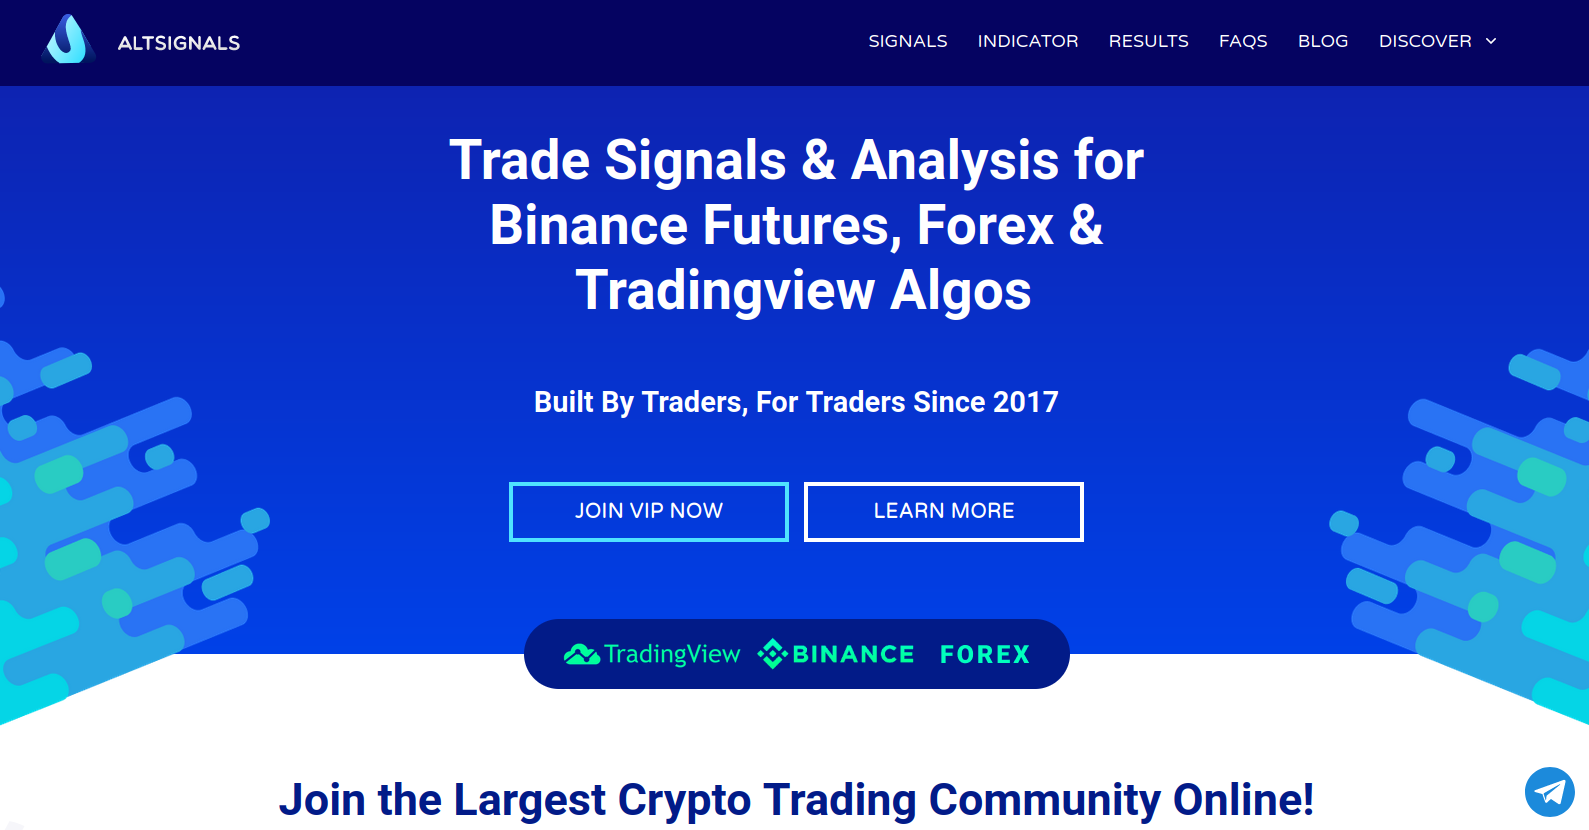 ALTSIGNALS
SIGNALS INDICATOR RESULTS FAQS BLOG DISCOVER
Trade Signals & Analysis for
Binance Futures, Forex &
Tradingview Algos
Built By Traders, For Traders Since 2017
JOIN VIP NOW LEARN MORE
TradingView BINANCE FOREX
Join the Largest Crypto Trading Community Online!